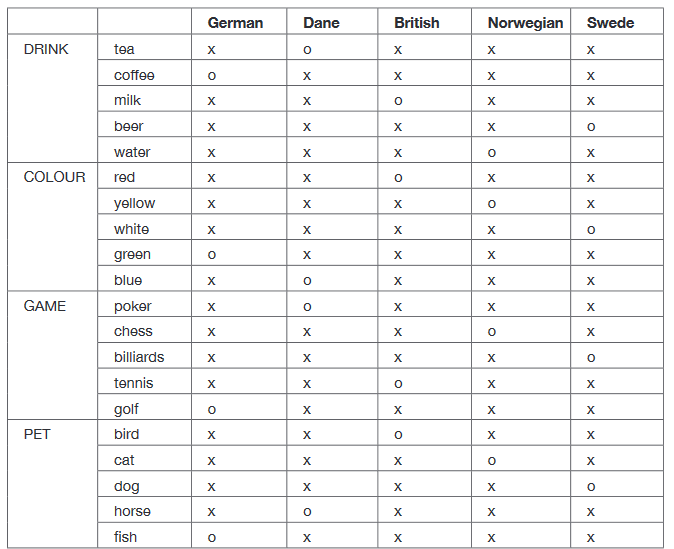 German Dane British Norwegian Swede
DRINK tea x o x x x
coffee o x x x x
milk x x o x x
beer x x x x o
water x x x o x
COLOUR red x x o x x
yellow x x x o x
white x x x x o
green o x x x x
blue x o x x x
GAME poker x o x x x
chess x x x o x
billiards x x x x o
tennis x x o x x
golf o x x x x
PET bird x x o x x
cat x x x o x
dog x x x x o
horse x o x x x
fish o x x x x